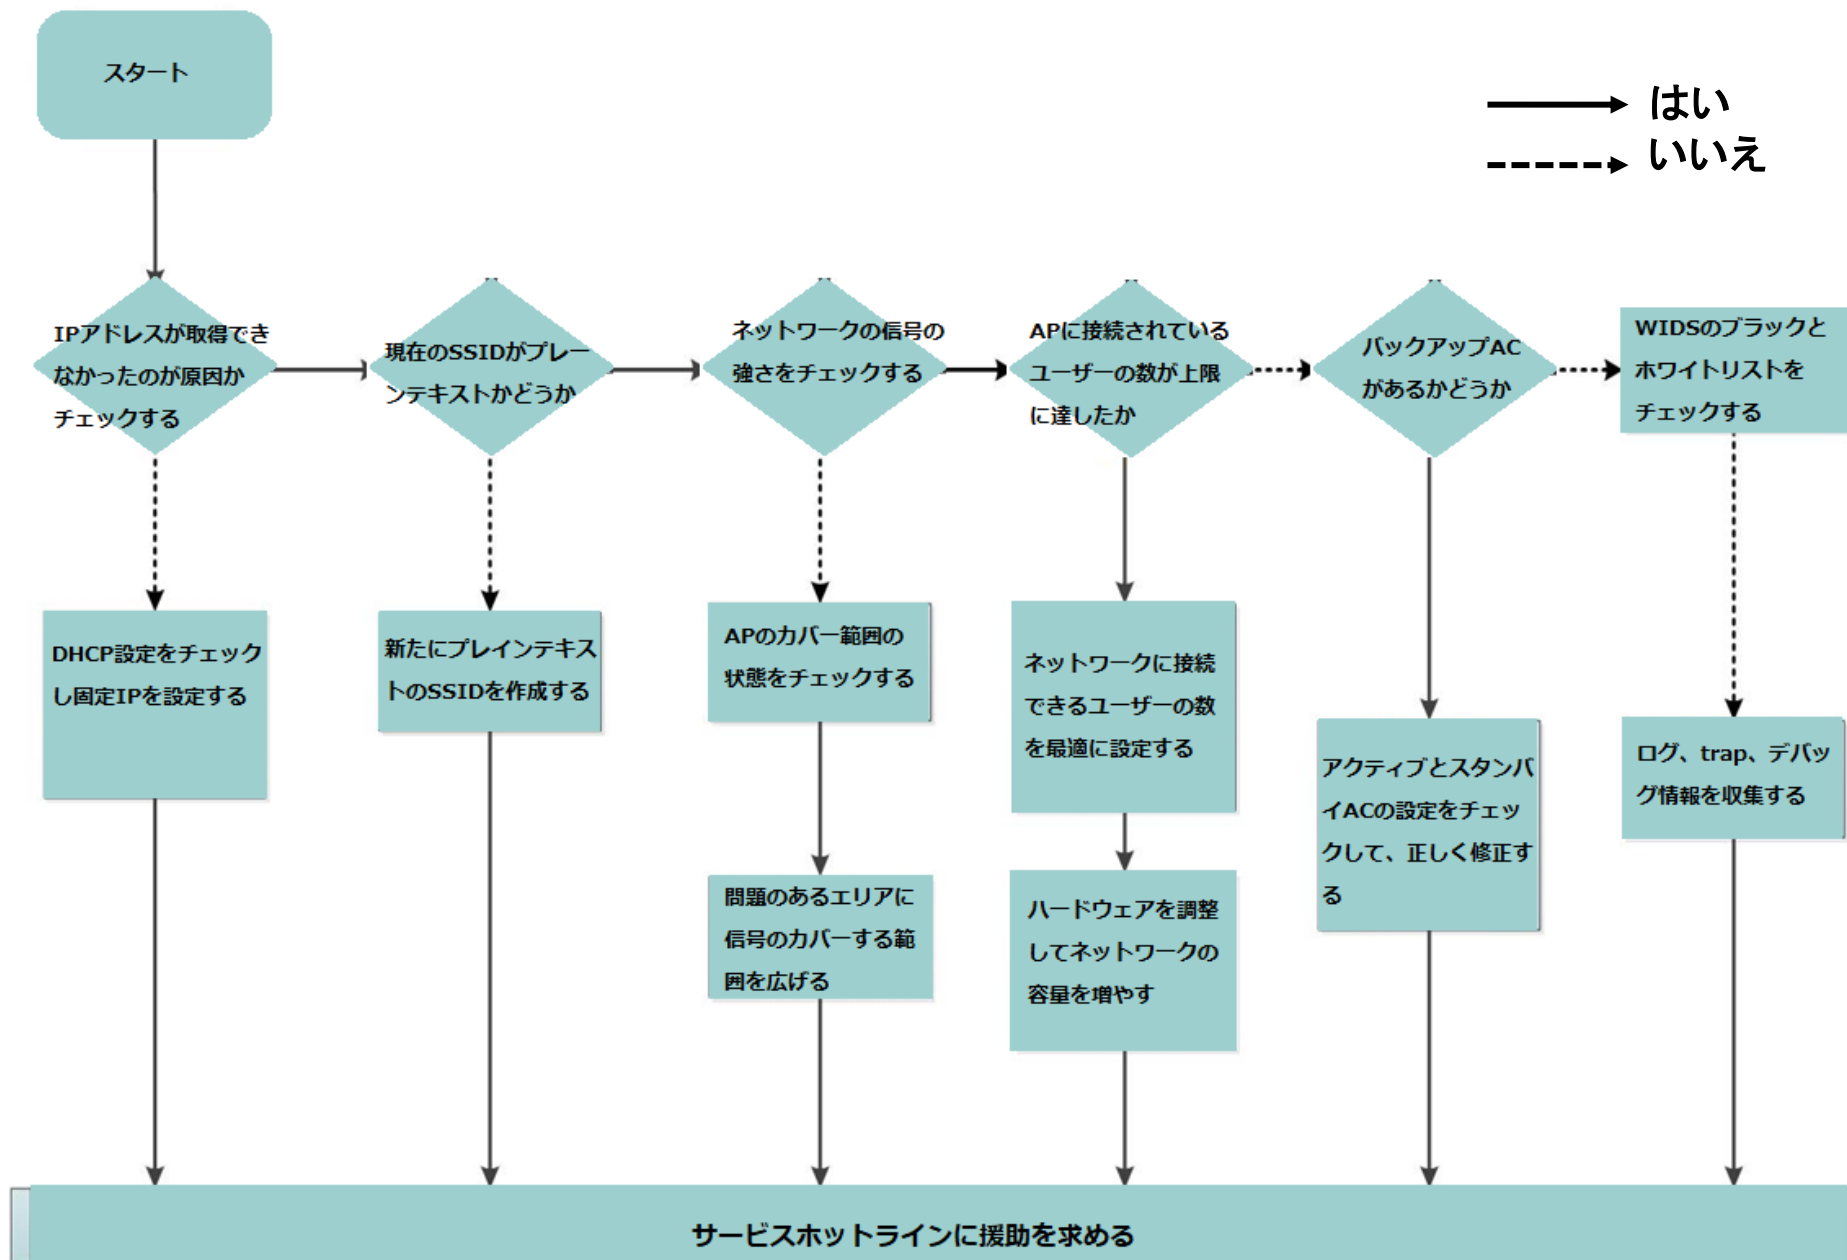 スタート
はい
いいえ
IPアドレスが取得でき
なかったのが原因か
チェックする
現在のSSIDがプレー
ンテキストかどうか
ネットワークの信号の
強さをチェックする
APに接続されている
ユーザーの数が上限
に達したか
バックアップAC
があるかどうか
WIDSのブラックと
ホワイトリストを
チェックする
DHCP設定をチェック
し固定IPを設定する
新たにプレインテキス
トのSSIDを作成する
APのカバー範囲の
状態をチェックする
ネットワークに接続
できるユーザーの数
を最適に設定する
アクティブとスタンバ
イACの設定をチェッ
クして、正しく修正す
る
ログ、trap、デバッ
グ情報を収集する
問題のあるエリアに
信号のカバーする範
囲を広げる
ハードウェアを調整
してネットワークの
容量を増やす
サービスホットラインに援助を求める